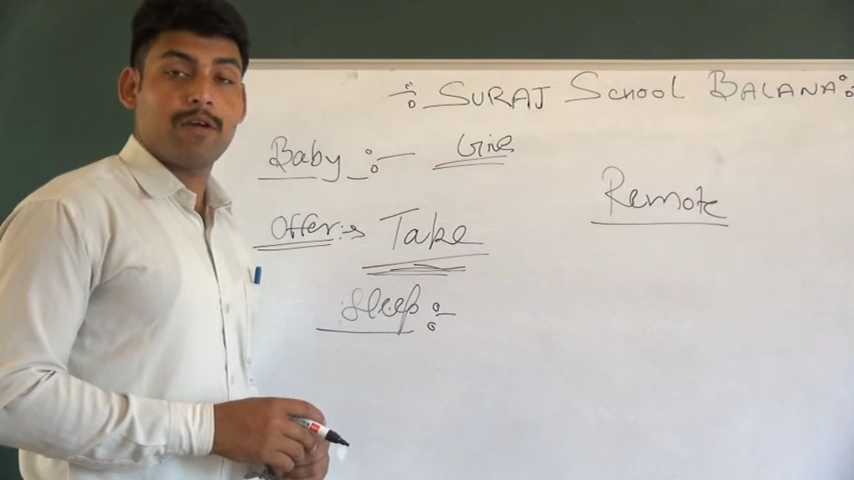 ÷ SURAJ SCHOOL BALANA÷
Baby :- Give
Remote
Offer :- Take
Sleep :-